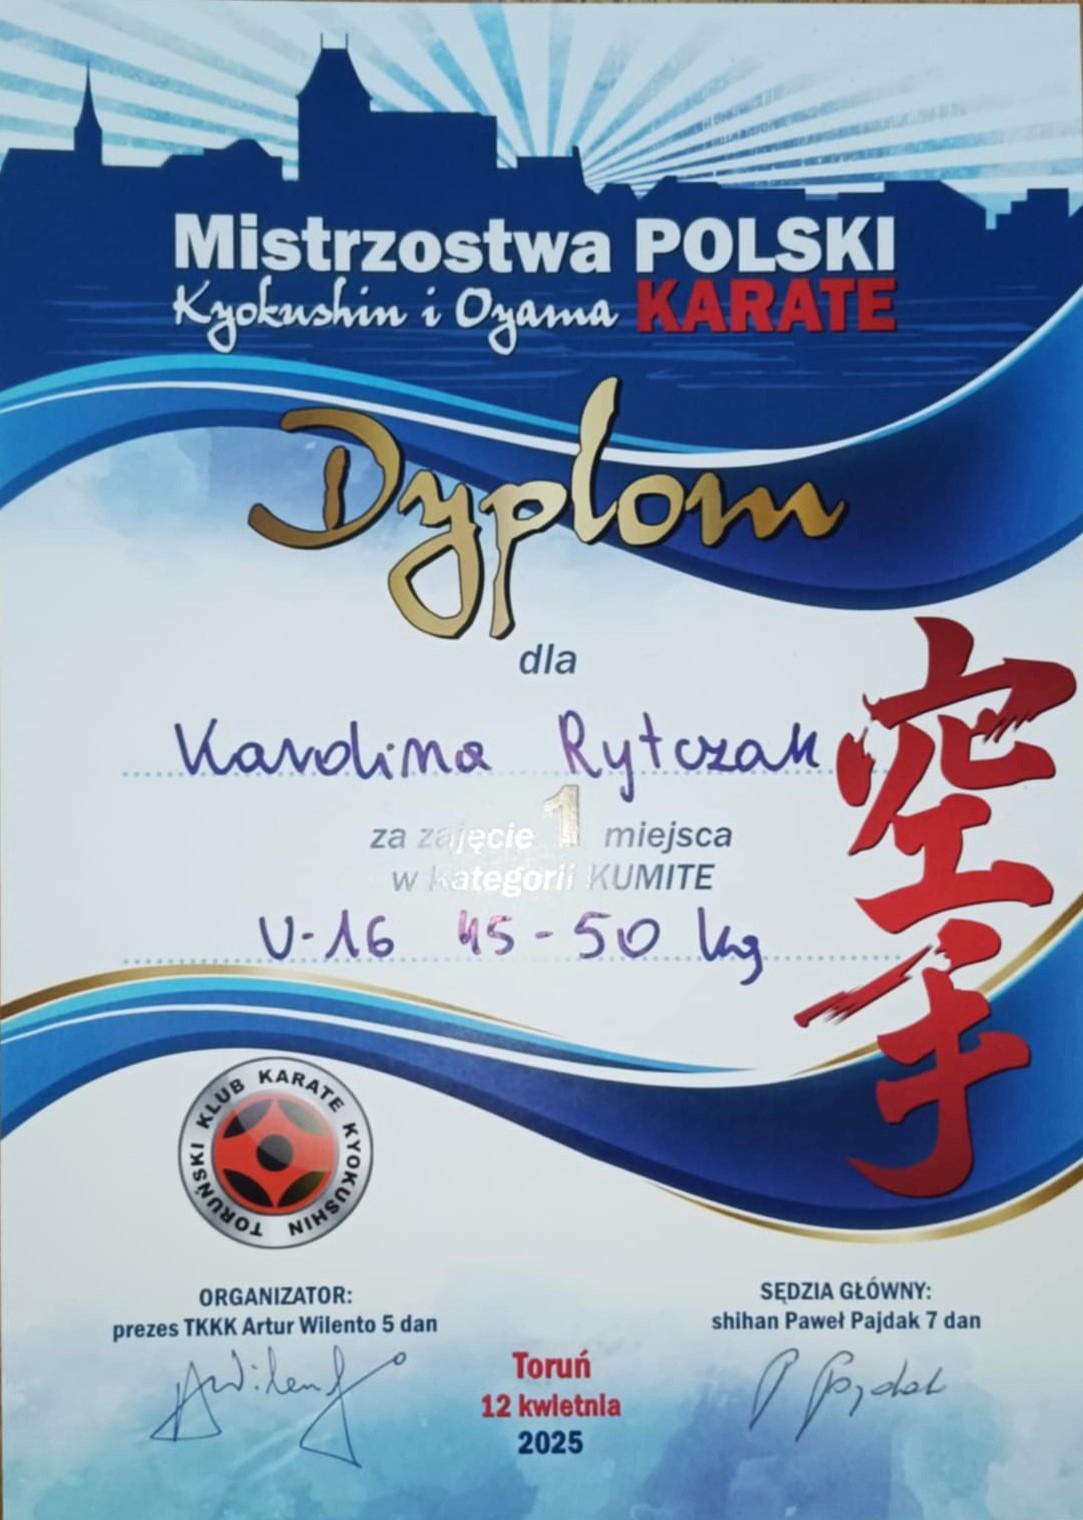 Mistrzostwa POLSKI
Kyokushin i Oyama KARATE
Dyplom
dla
Karolina Rytczak
za zajęcie 1 miejsca
w kategorii KUMITE
U-16 45-50 kg
空手
TORUŃSKI KLUB KARATE KYOKUSHIN
ORGANIZATOR:
prezes TKKK Artur Wilento 5 dan
SĘDZIA GŁÓWNY:
shihan Paweł Pajdak 7 dan
AWilento
P. Pajdak
Toruń
12 kwietnia
2025